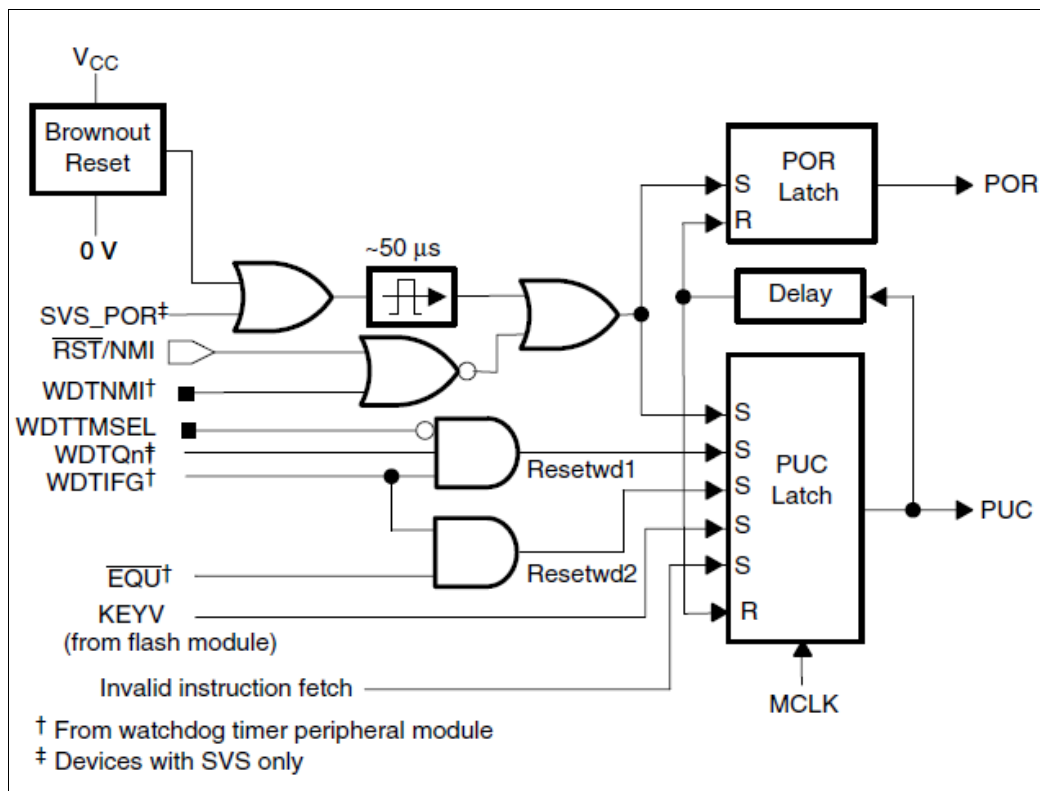 VCC
Brownout
Reset
0 V
~50 μs
SVS_POR‡
R̅S̅T̅/NMI
WDTNMI†
WDTTMSEL
WDTQn‡
WDTIFG†
E̅Q̅U̅†
KEYV
(from flash module)
Invalid instruction fetch
Resetwd1
Resetwd2
S
POR
Latch
R
POR
Delay
S
S
S
S
S
R
PUC
Latch
PUC
MCLK
† From watchdog timer peripheral module
‡ Devices with SVS only